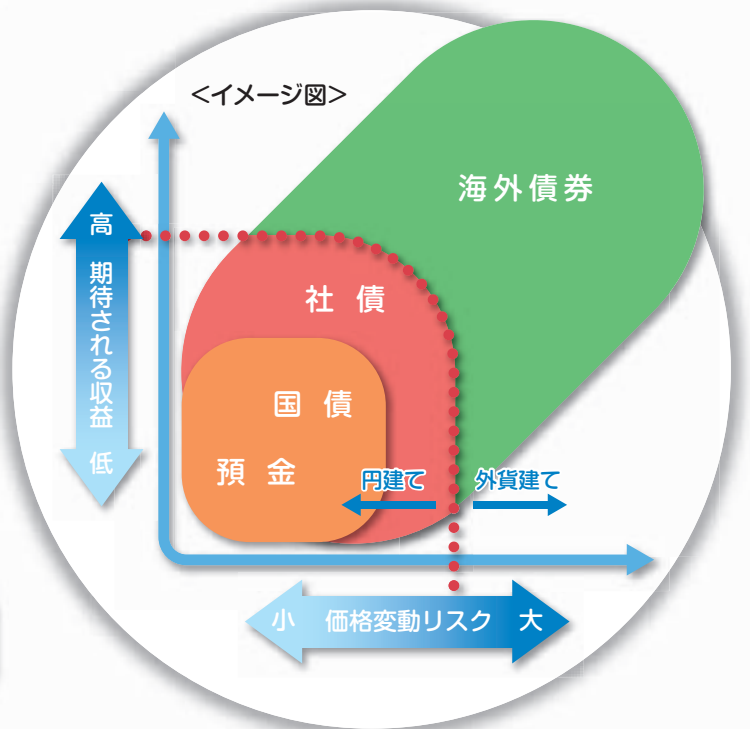 <イメージ図>
海外債券
高
期待される収益
低
社債
国債
預金
円建て
外貨建て
小 価格変動リスク 大